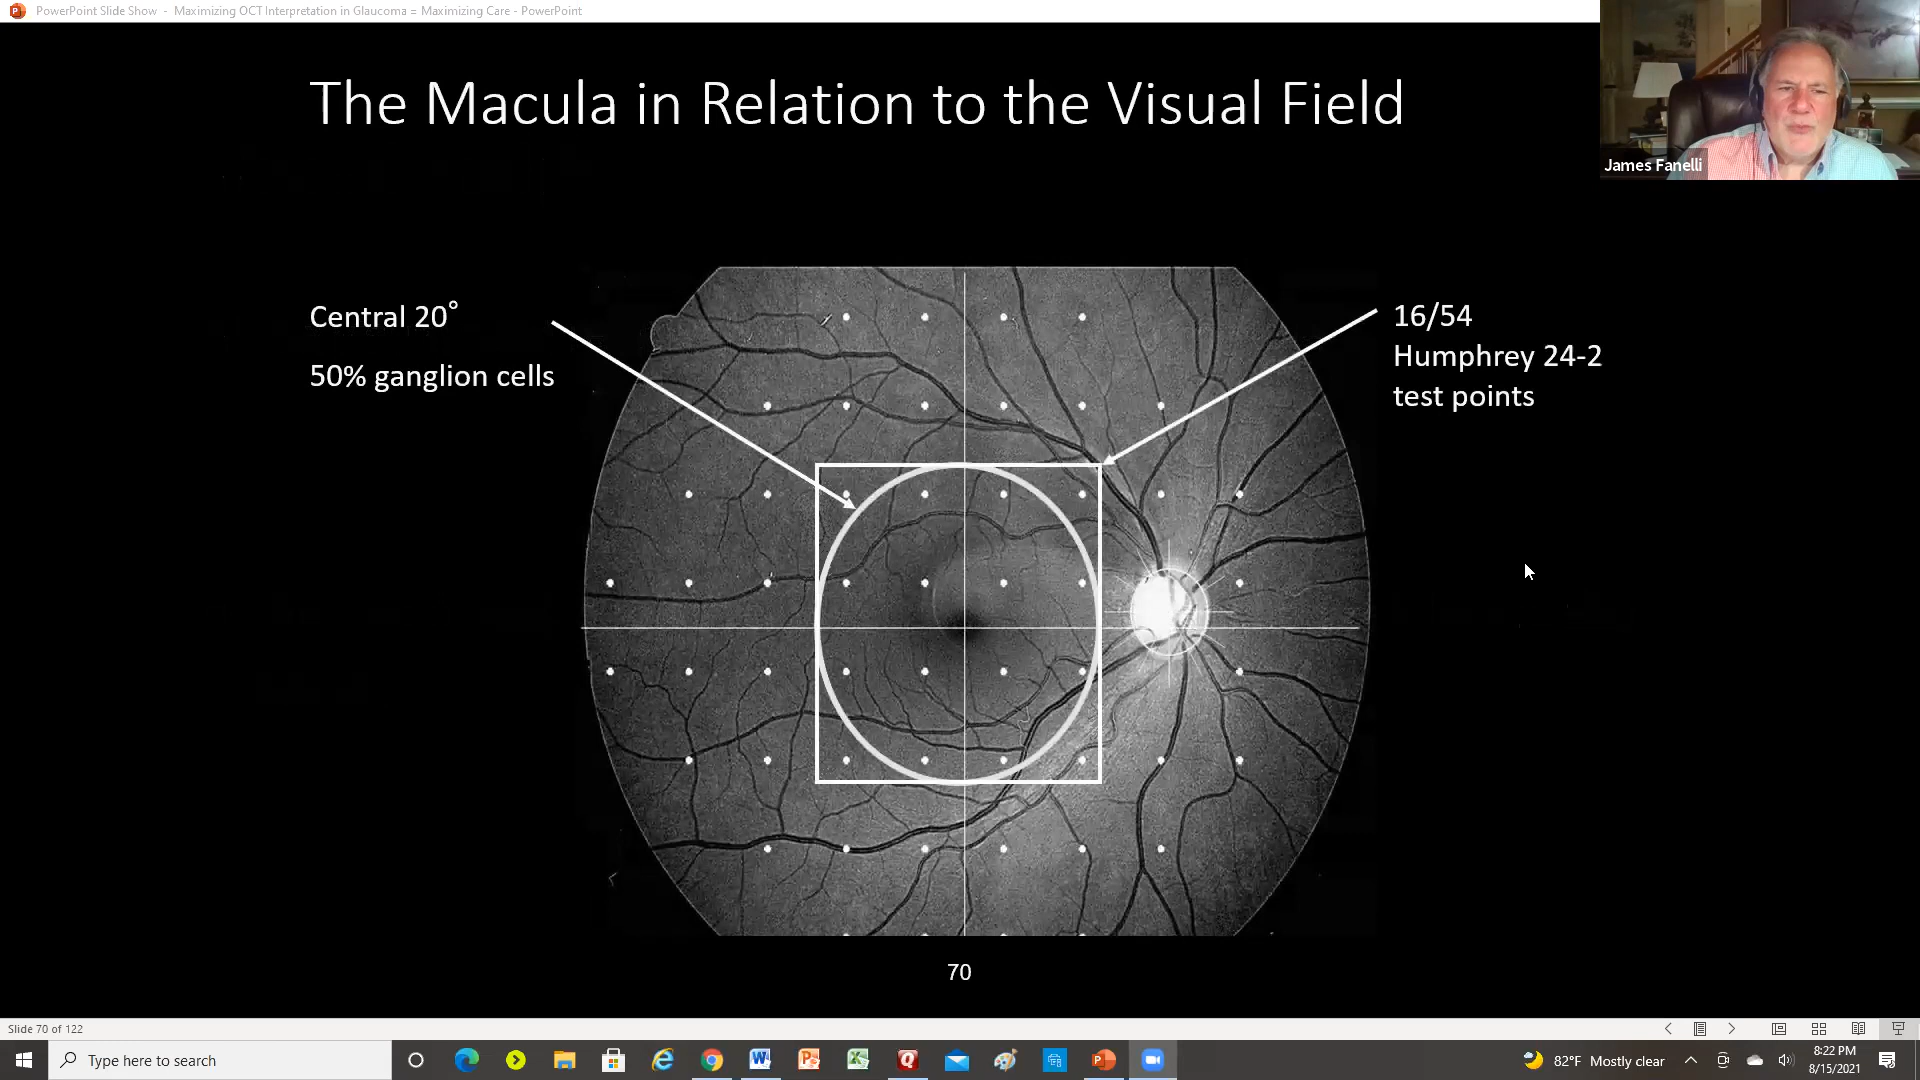 PowerPoint Slide Show - Maximizing OCT Interpretation in Glaucoma = Maximizing Care - PowerPoint
The Macula in Relation to the Visual Field
James Fanelli
Central 20°
50% ganglion cells
16/54
Humphrey 24-2
test points
70
Slide 70 of 122
Type here to search
82°F Mostly clear
8:22 PM
8/15/2021